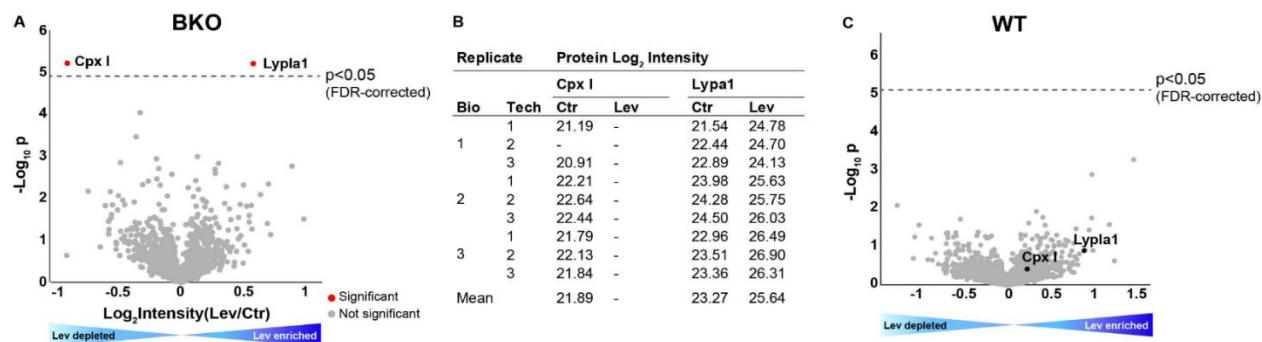 A
BKO
6
5
4
3
2
1
0
-Log10 p
Cpx I
Lypla1
p<0.05
(FDR-corrected)
-1
-0.5
0
0.5
1
Log2Intensity(Lev/Ctr)
Significant
Not significant
Lev depleted
Lev enriched
B
Replicate Protein Log2 Intensity
Cpx I Lypa1
Bio Tech Ctr Lev Ctr Lev
1 21.19 - 21.54 24.78
1 2 - - 22.44 24.70
3 20.91 - 22.89 24.13
1 22.21 - 23.98 25.63
2 2 22.64 - 24.28 25.75
3 22.44 - 24.50 26.03
1 21.79 - 22.96 26.49
3 2 22.13 - 23.51 26.90
3 21.84 - 23.36 26.31
Mean 21.89 - 23.27 25.64
C
WT
6
5
4
3
2
1
0
-Log10 p
p<0.05
(FDR-corrected)
Lypla1
Cpx I
-1
-0.5
0
0.5
1
1.5
Lev depleted
Lev enriched